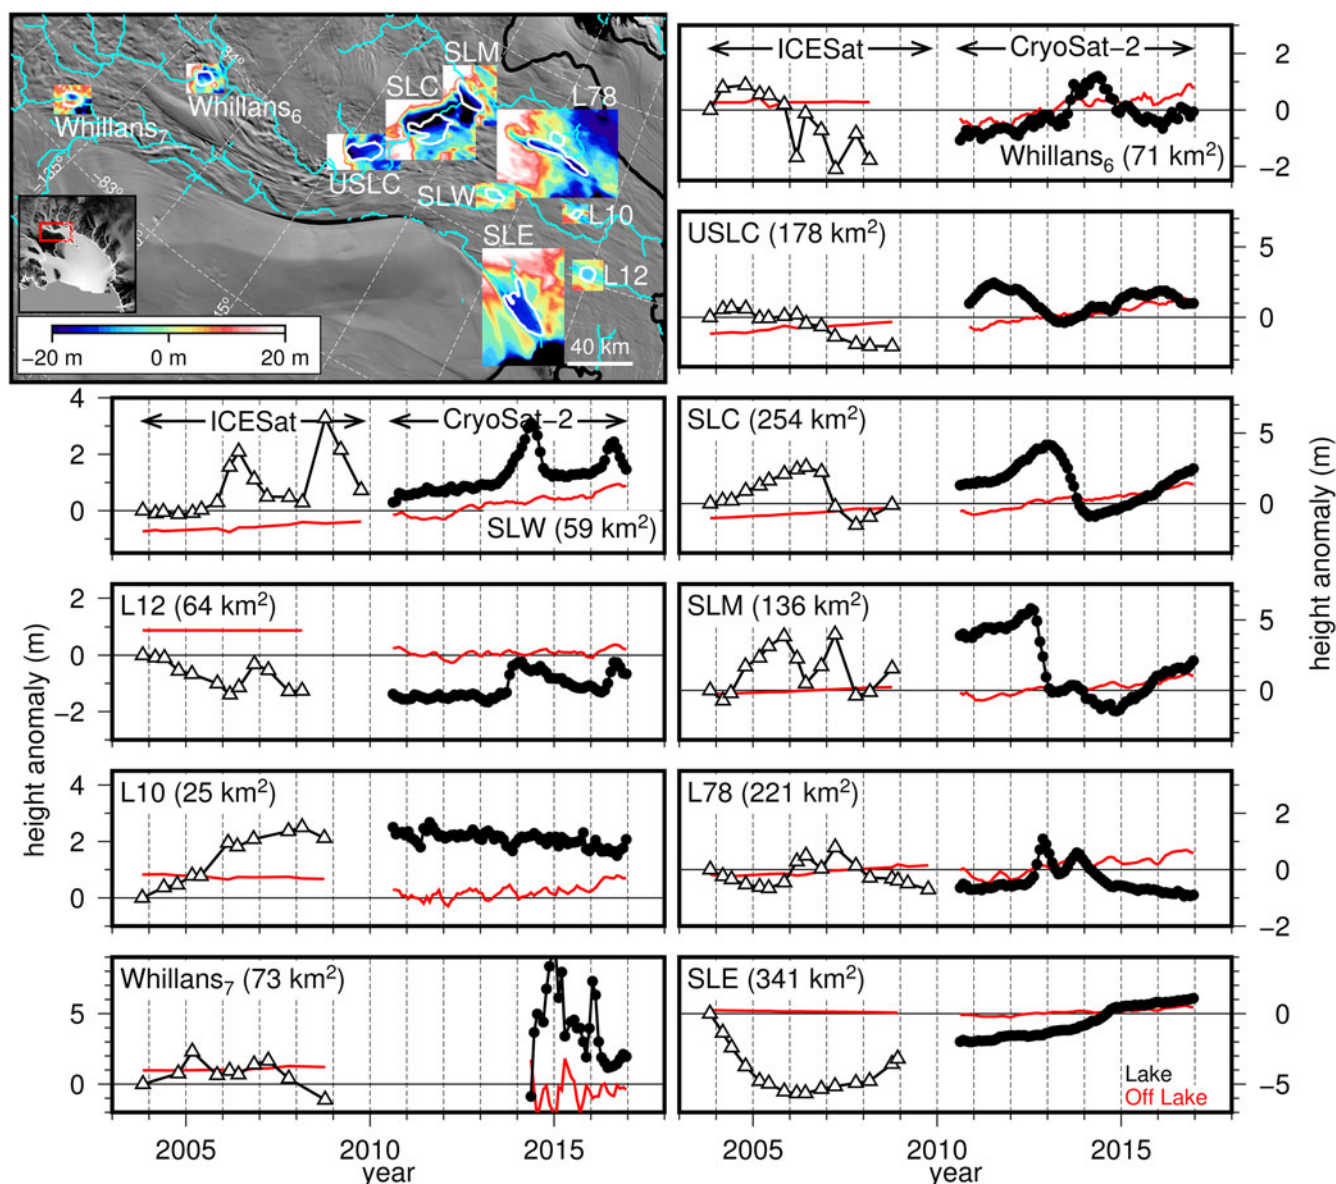 SLM
SLC
84°
L78
Whillans6
Whillans7
USLC
SLW
L10
SLE
L12
−135°
−83°
−20 m 0 m 20 m
40 km
ICESat CryoSat−2
2
0
−2
Whillans6 (71 km2)
USLC (178 km2)
5
0
4
2
0
ICESat CryoSat−2
SLW (59 km2)
SLC (254 km2)
5
0
2
0
−2
L12 (64 km2)
SLM (136 km2)
5
0
height anomaly (m)
height anomaly (m)
4
2
0
L10 (25 km2)
L78 (221 km2)
2
0
−2
5
0
Whillans7 (73 km2)
SLE (341 km2)
0
−5
Lake
Off Lake
2005 2010 2015
year
2005 2010 2015
year